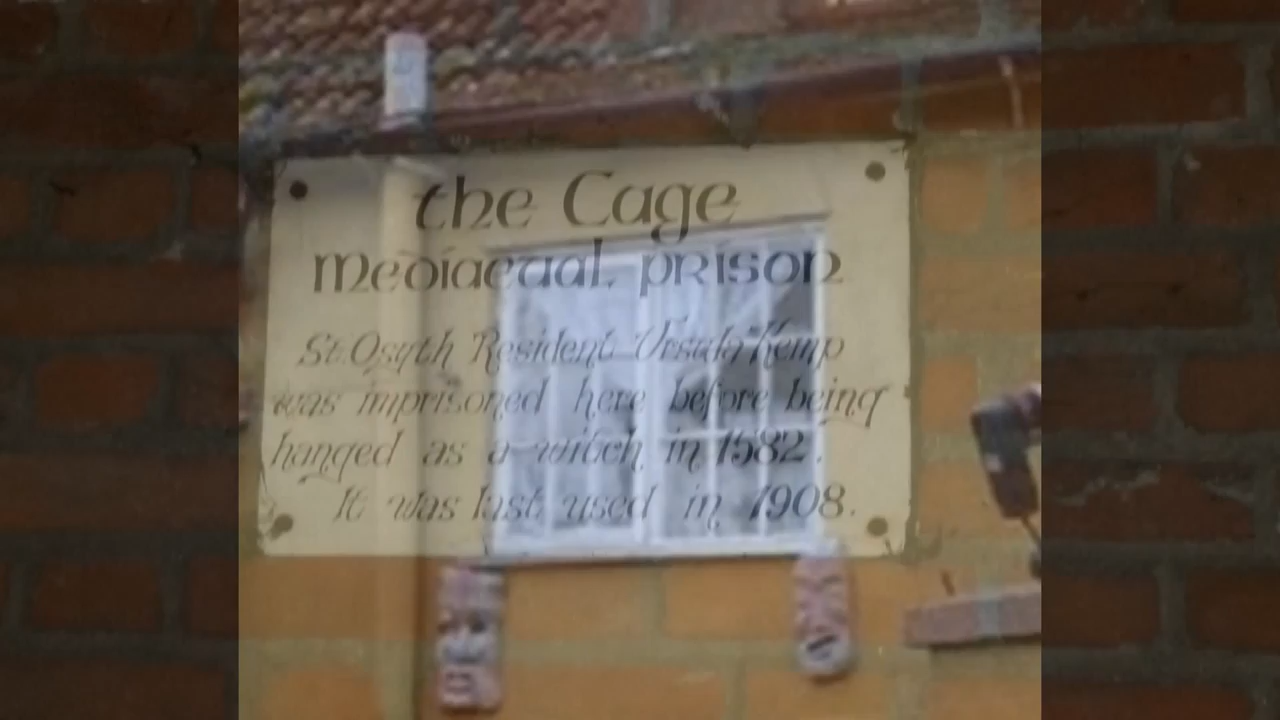 the Cage
Mediaeval prison
St. Osyth Resident Ursula Kemp
was imprisoned here before being
hanged as a witch in 1582.
It was last used in 1908.